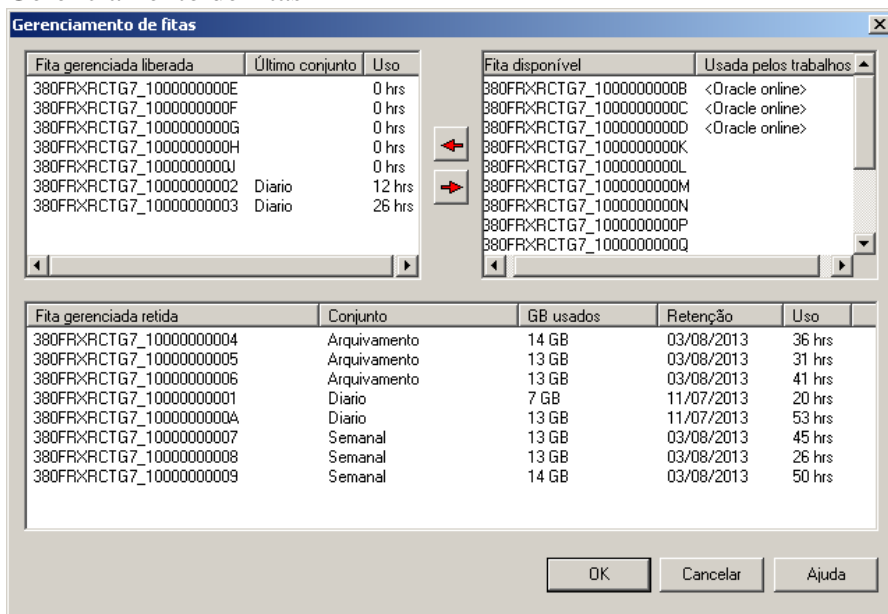 Gerenciamento de fitas
Fita gerenciada liberada Último conjunto Uso
380FRXRCTG7_1000000000E 0 hrs
380FRXRCTG7_1000000000F 0 hrs
380FRXRCTG7_1000000000G 0 hrs
380FRXRCTG7_1000000000H 0 hrs
380FRXRCTG7_1000000000J 0 hrs
380FRXRCTG7_10000000002 Diario 12 hrs
380FRXRCTG7_10000000003 Diario 26 hrs
Fita disponível Usada pelos trabalhos
380FRXRCTG7_1000000000B <Oracle online>
380FRXRCTG7_1000000000C <Oracle online>
380FRXRCTG7_1000000000D <Oracle online>
380FRXRCTG7_1000000000K
380FRXRCTG7_1000000000L
380FRXRCTG7_1000000000M
380FRXRCTG7_1000000000N
380FRXRCTG7_1000000000P
380FRXRCTG7_1000000000Q
Fita gerenciada retida Conjunto GB usados Retenção Uso
380FRXRCTG7_10000000004 Arquivamento 14 GB 03/08/2013 36 hrs
380FRXRCTG7_10000000005 Arquivamento 13 GB 03/08/2013 31 hrs
380FRXRCTG7_10000000006 Arquivamento 13 GB 03/08/2013 41 hrs
380FRXRCTG7_10000000001 Diario 7 GB 11/07/2013 20 hrs
380FRXRCTG7_1000000000A Diario 13 GB 11/07/2013 53 hrs
380FRXRCTG7_10000000007 Semanal 13 GB 03/08/2013 45 hrs
380FRXRCTG7_10000000008 Semanal 13 GB 03/08/2013 26 hrs
380FRXRCTG7_10000000009 Semanal 14 GB 03/08/2013 50 hrs
OK Cancelar Ajuda